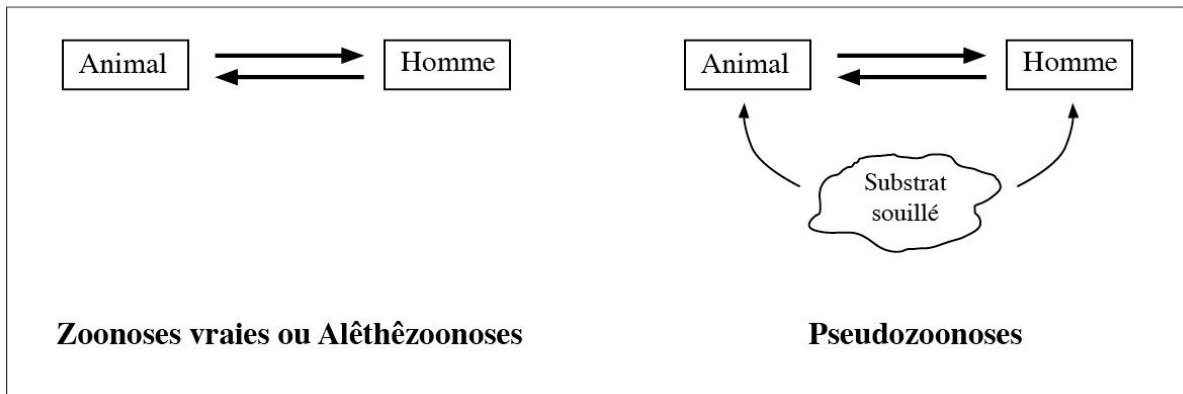 Animal
Homme
Animal
Homme
Substrat
souillé
Zoonoses vraies ou Alêthêzoonoses
Pseudozoonoses